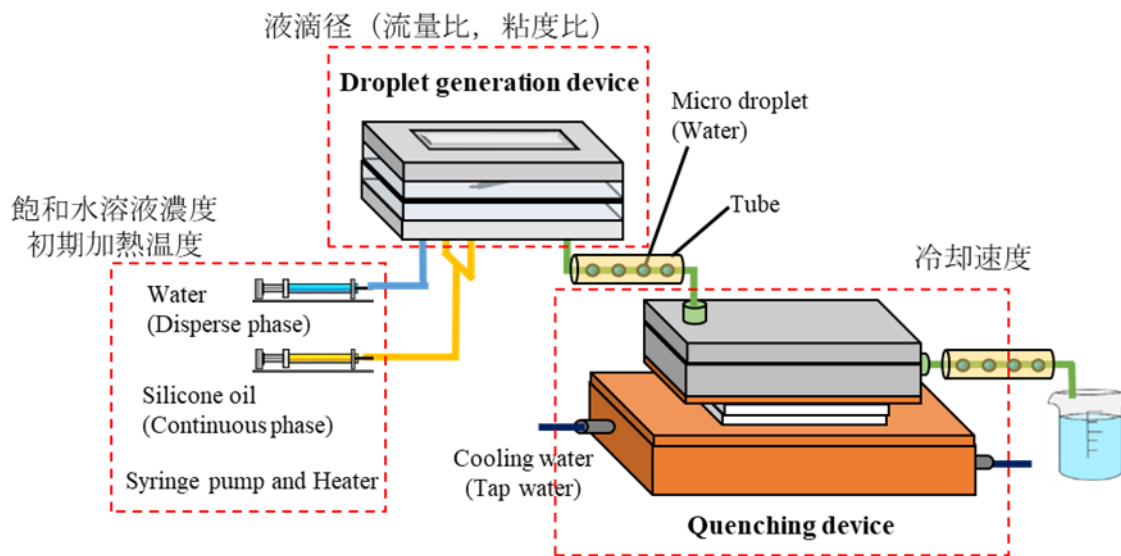 液滴径（流量比，粘度比）
Droplet generation device
Micro droplet
(Water)
Tube
飽和水溶液濃度
初期加熱温度
Water
(Disperse phase)
Silicone oil
(Continuous phase)
Syringe pump and Heater
冷却速度
Cooling water
(Tap water)
Quenching device